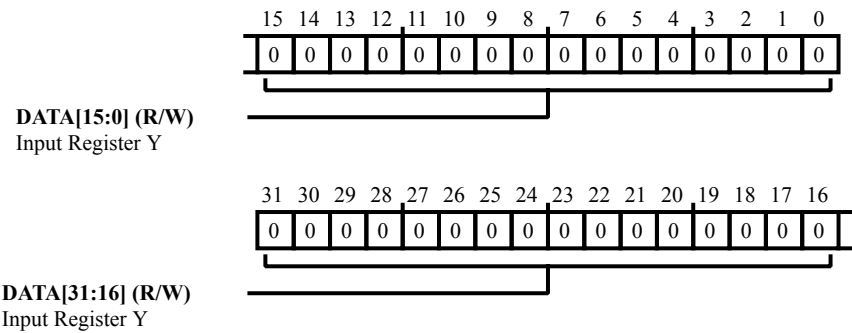 15 14 13 12 11 10 9 8 7 6 5 4 3 2 1 0
0 0 0 0 0 0 0 0 0 0 0 0 0 0 0 0
DATA[15:0] (R/W)
Input Register Y
31 30 29 28 27 26 25 24 23 22 21 20 19 18 17 16
0 0 0 0 0 0 0 0 0 0 0 0 0 0 0 0
DATA[31:16] (R/W)
Input Register Y